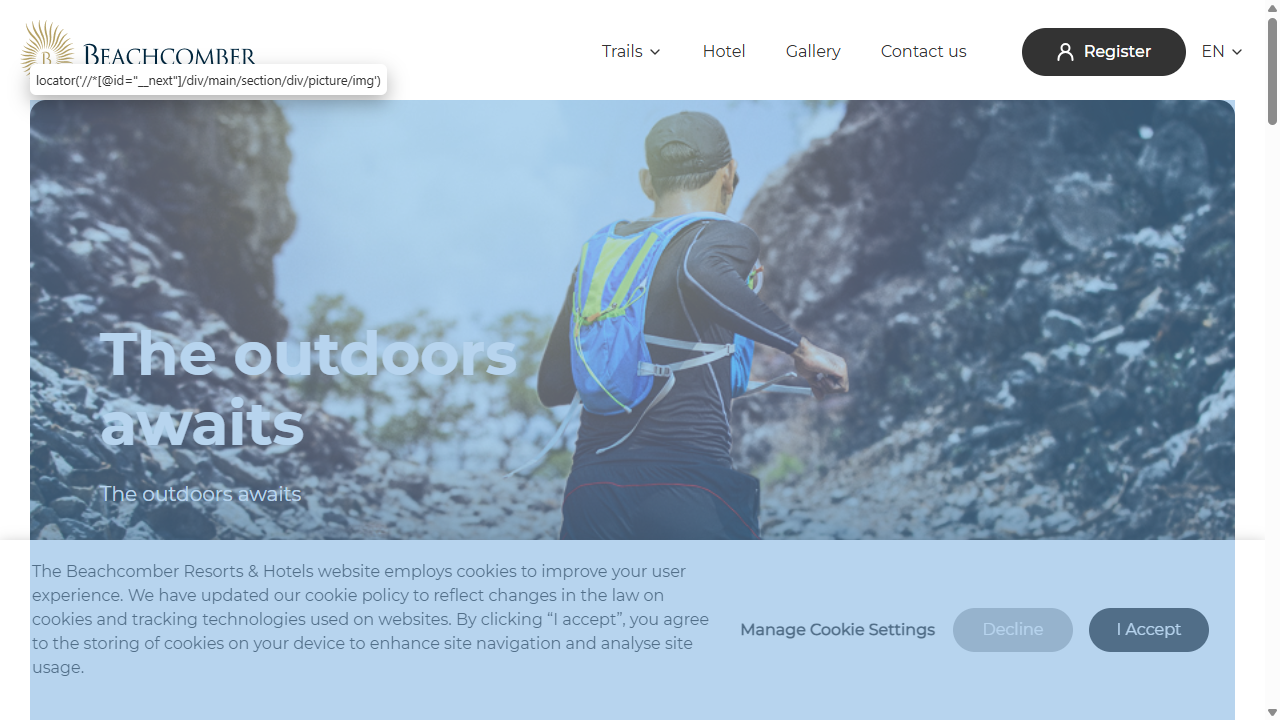 BEACHCOMBER
locator('//*[@id="__next"]/div/main/section/div/picture/img')
Trails Hotel Gallery Contact us Register EN
The outdoors
awaits
The outdoors awaits
The Beachcomber Resorts & Hotels website employs cookies to improve your user
experience. We have updated our cookie policy to reflect changes in the law on
cookies and tracking technologies used on websites. By clicking “I accept”, you agree
to the storing of cookies on your device to enhance site navigation and analyse site
usage.
Manage Cookie Settings Decline I Accept